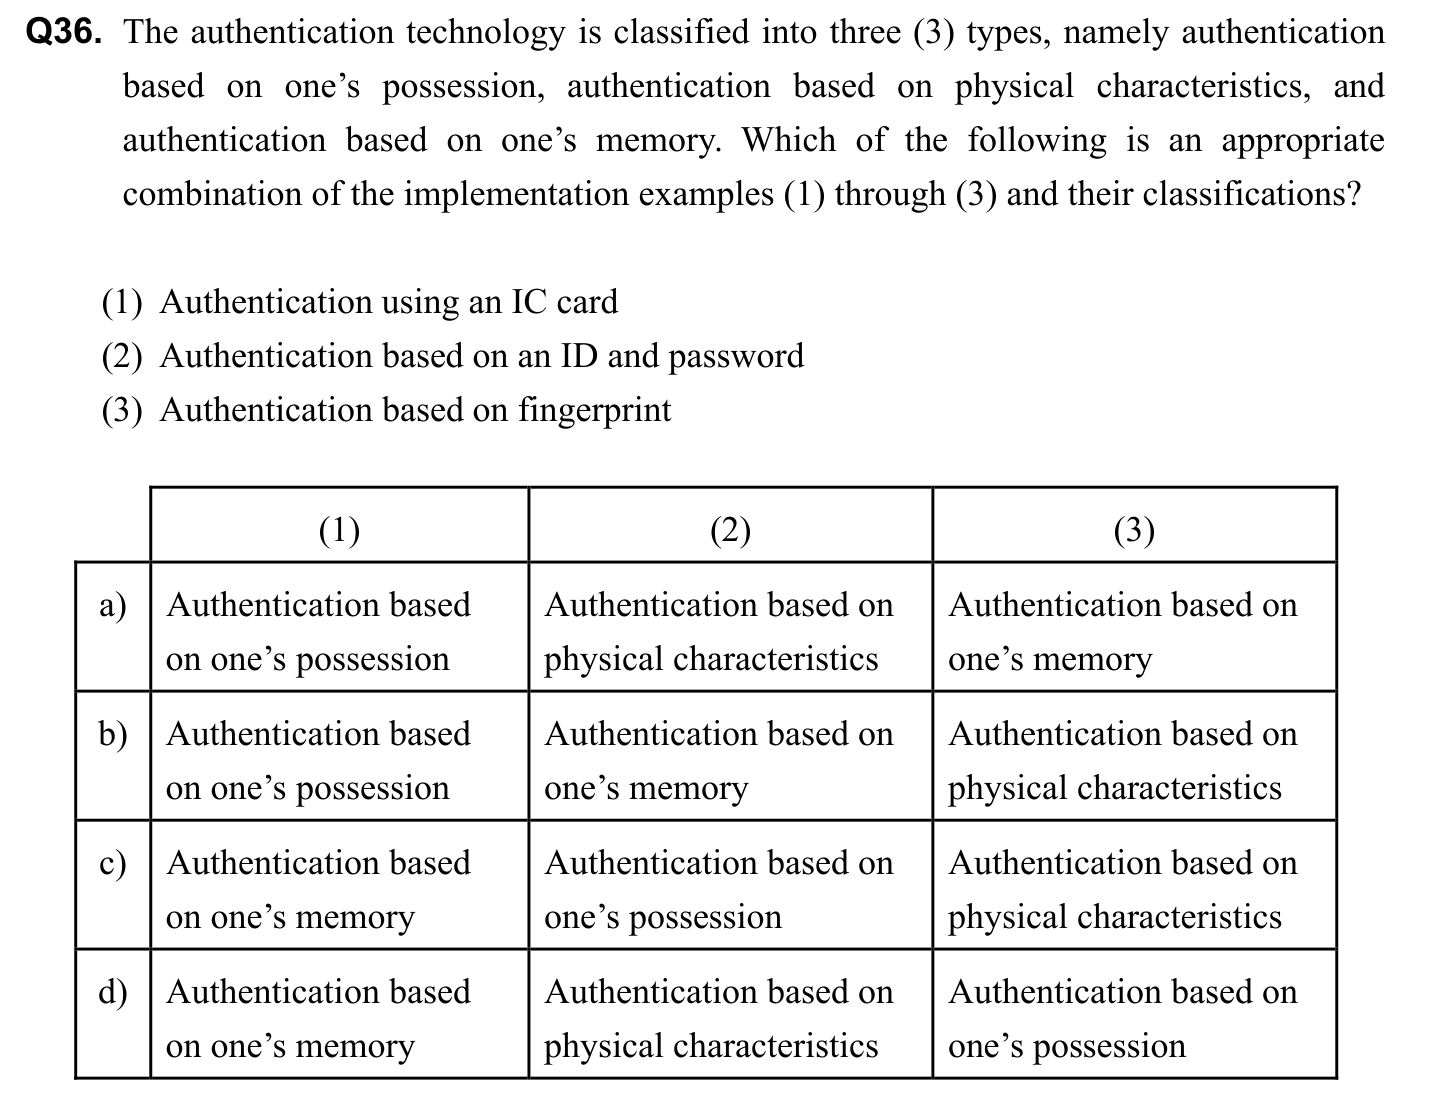 Q36. The authentication technology is classified into three (3) types, namely authentication
based on one’s possession, authentication based on physical characteristics, and
authentication based on one’s memory. Which of the following is an appropriate
combination of the implementation examples (1) through (3) and their classifications?
(1) Authentication using an IC card
(2) Authentication based on an ID and password
(3) Authentication based on fingerprint
(1) (2) (3)
a) Authentication based Authentication based on Authentication based on
on one’s possession physical characteristics one’s memory
b) Authentication based Authentication based on Authentication based on
on one’s possession one’s memory physical characteristics
c) Authentication based Authentication based on Authentication based on
on one’s memory one’s possession physical characteristics
d) Authentication based Authentication based on Authentication based on
on one’s memory physical characteristics one’s possession